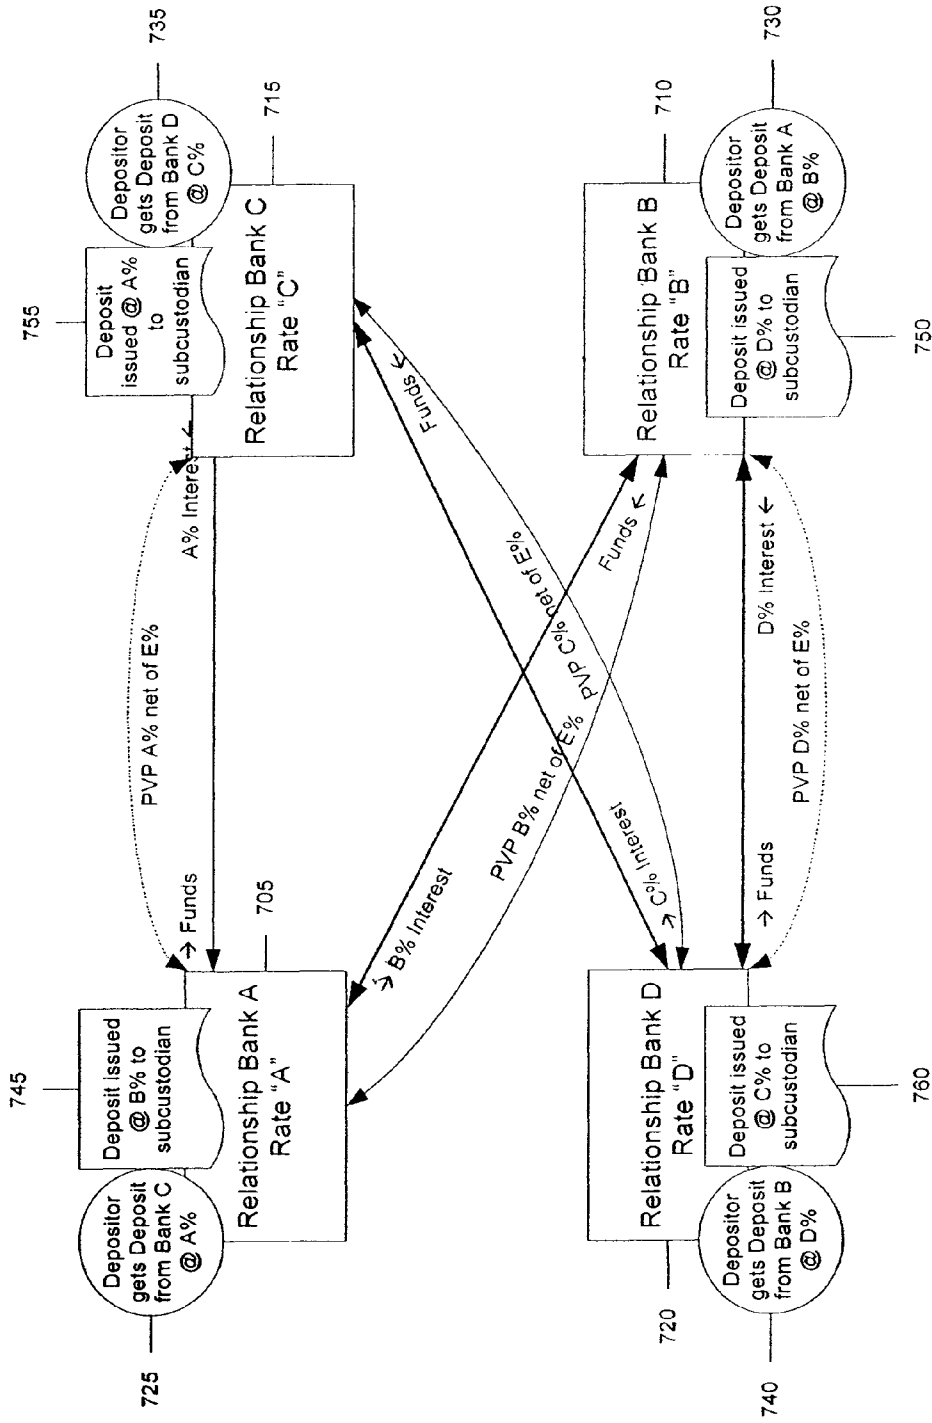 745
755
725
Depositor
gets Deposit
from Bank C
@ A%
Deposit issued
@ B% to
subcustodian
Relationship Bank A
Rate “A”
705
→ Funds
PVP A% net of E%
A% Interest ←
Deposit
issued @ A%
to
subcustodian
Depositor
gets Deposit
from Bank D
@ C%
735
Relationship Bank C
Rate “C”
715
→ B% Interest
PVP B% net of E%
Funds ←
→ C% Interest
PVP C% net of E%
Funds ←
720
Relationship Bank D
Rate “D”
Depositor
gets Deposit
from Bank B
@ D%
740
Deposit issued
@ C% to
subcustodian
760
→ Funds
PVP D% net of E%
D% Interest ←
Relationship Bank B
Rate “B”
710
Deposit issued
@ D% to
subcustodian
750
Depositor
gets Deposit
from Bank A
@ B%
730